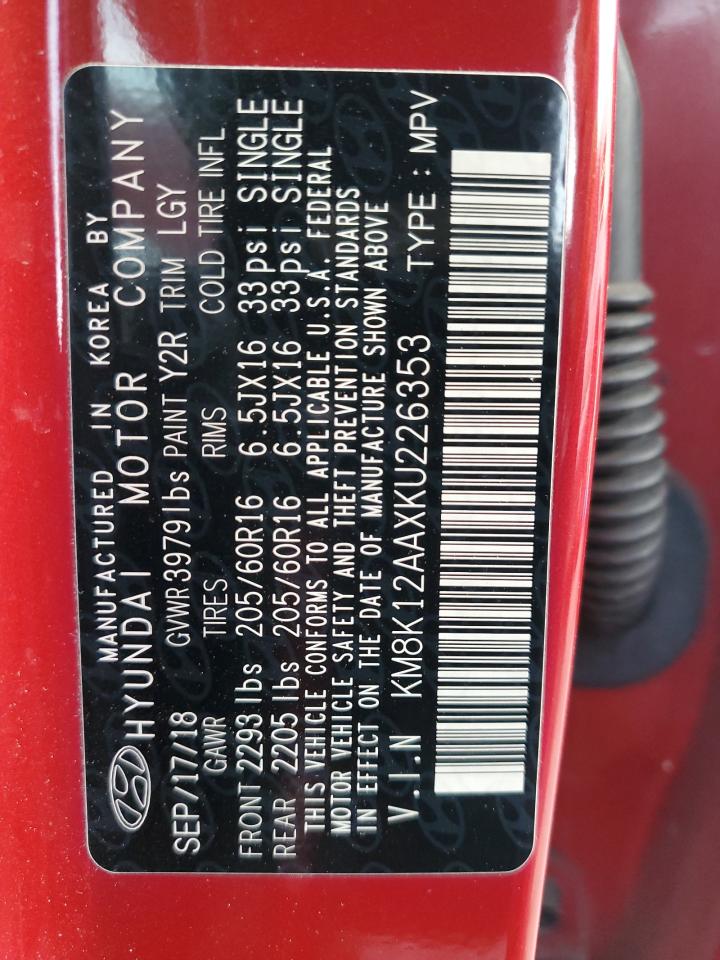 MANUFACTURED IN KOREA BY
HYUNDAI MOTOR COMPANY
SEP/17/18 GVWR 3979lbs PAINT Y2R TRIM LGY
GAWR TIRES RIMS COLD TIRE INFL
FRONT 2293lbs 205/60R16 6.5JX16 33psi SINGLE
REAR 2205lbs 205/60R16 6.5JX16 33psi SINGLE
THIS VEHICLE CONFORMS TO ALL APPLICABLE U.S.A. FEDERAL
MOTOR VEHICLE SAFETY AND THEFT PREVENTION STANDARDS
IN EFFECT ON THE DATE OF MANUFACTURE SHOWN ABOVE
V.I.N KM8K12AAXKU226353 TYPE : MPV